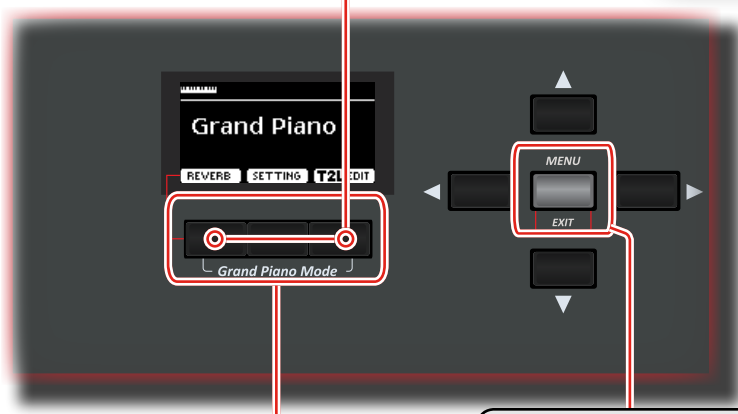 Grand Piano
REVERB SETTING T2L EDIT
Grand Piano Mode
MENU
EXIT